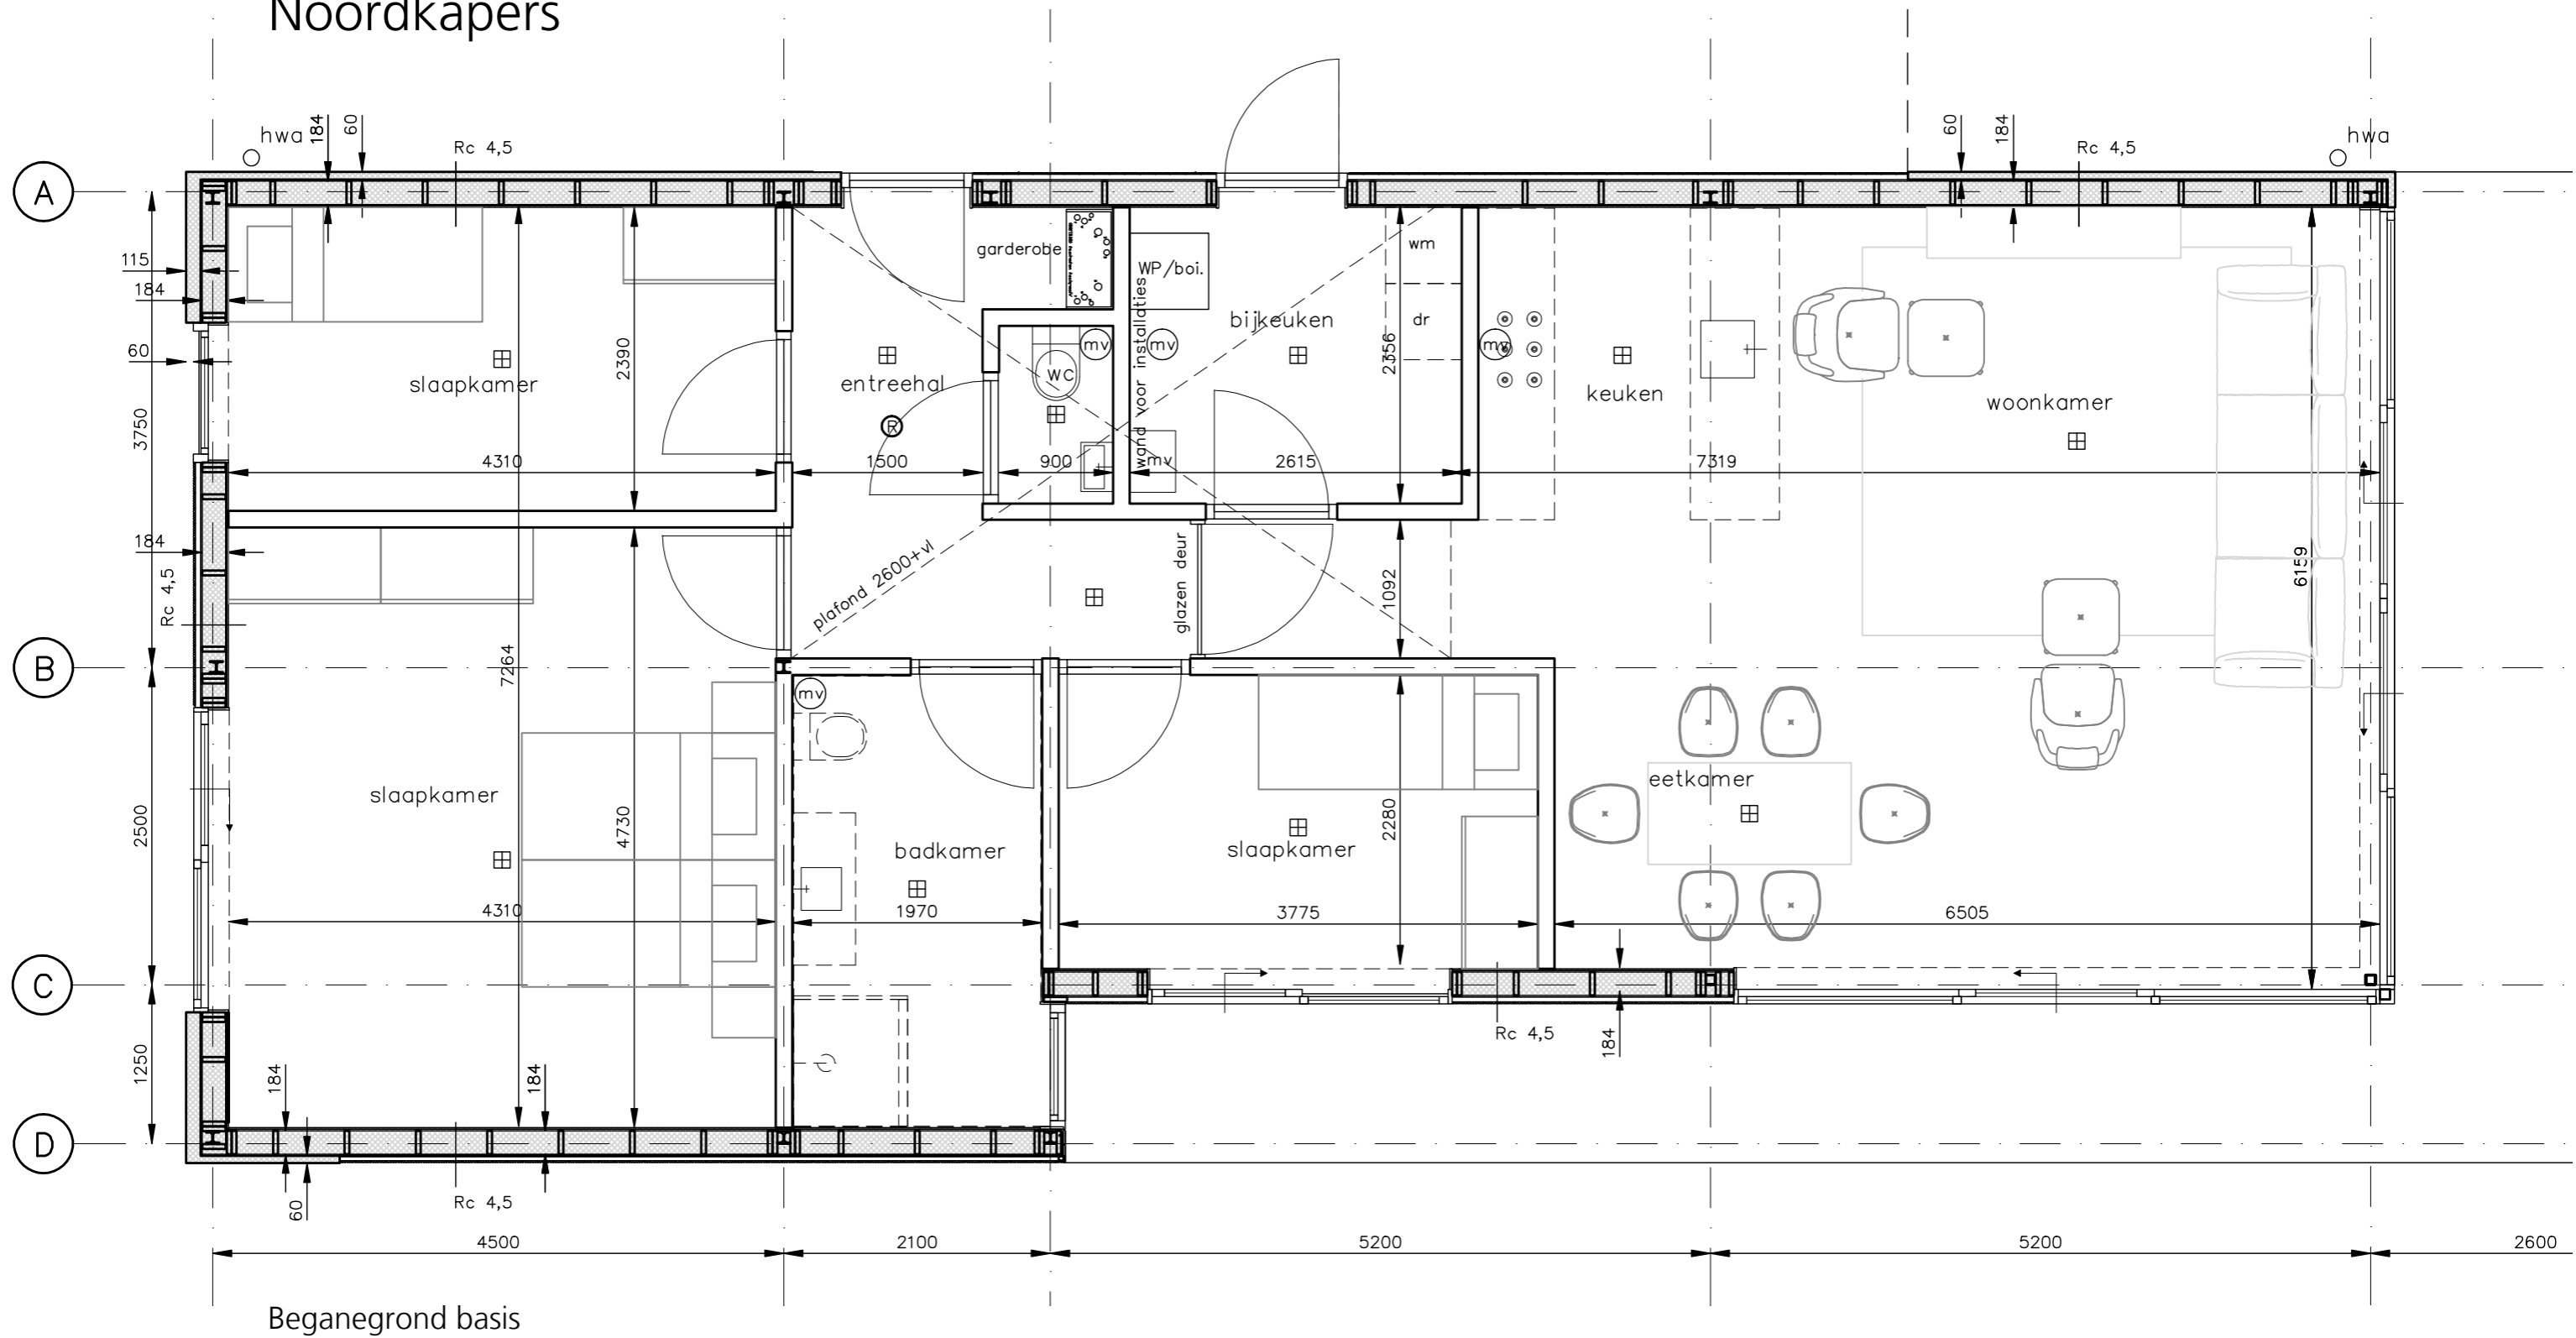 Noordkapers
hwa
184
60
Rc 4,5
60
184
Rc 4,5
hwa
A
115
184
60
3750
184
Rc 4,5
B
2500
C
1250
D
garderobe
WP/boi.
wand voor installaties
wm
dr
bijkeuken
2356
mv
mv
mv
WC
slaapkamer
2390
entreehal
R
keuken
woonkamer
4310
1500
900
mv
2615
7319
plafond 2600+vl
glazen deur
1092
6159
7264
mv
slaapkamer
4730
badkamer
slaapkamer
2280
eetkamer
4310
1970
3775
6505
Rc 4,5
184
184
184
60
Rc 4,5
4500
2100
5200
5200
2600
Beganegrond basis